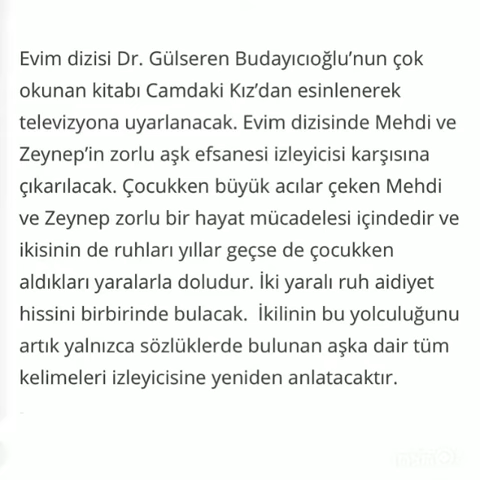 Evim dizisi Dr. Gülseren Budayıcıoğlu’nun çok
okunan kitabı Camdaki Kız’dan esinlenerek
televizyona uyarlanacak. Evim dizisinde Mehdi ve
Zeynep’in zorlu aşk efsanesi izleyicisi karşısına
çıkarılacak. Çocukken büyük acılar çeken Mehdi
ve Zeynep zorlu bir hayat mücadelesi içindedir ve
ikisinin de ruhları yıllar geçse de çocukken
aldıkları yaralarla doludur. İki yaralı ruh aidiyet
hissini birbirinde bulacak.  İkilinin bu yolculuğunu
artık yalnızca sözlüklerde bulunan aşka dair tüm
kelimeleri izleyicisine yeniden anlatacaktır.